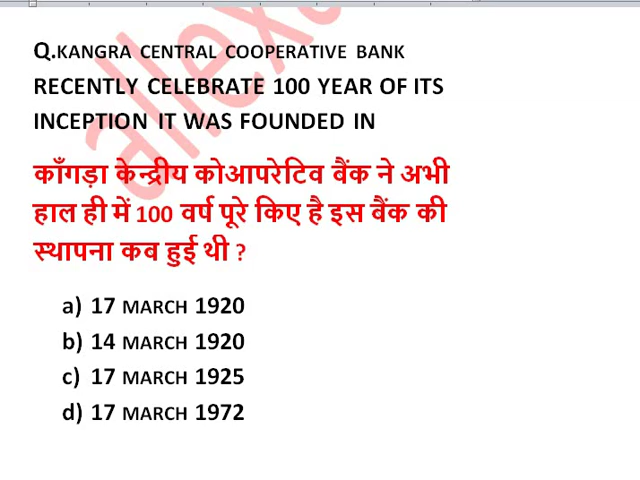 Q.KANGRA CENTRAL COOPERATIVE BANK
RECENTLY CELEBRATE 100 YEAR OF ITS
INCEPTION IT WAS FOUNDED IN
काँगड़ा केन्द्रीय कोआपरेटिव बैंक ने अभी
हाल ही में 100 वर्ष पूरे किए है इस बैंक की
स्थापना कब हुई थी ?
a) 17 MARCH 1920
b) 14 MARCH 1920
c) 17 MARCH 1925
d) 17 MARCH 1972